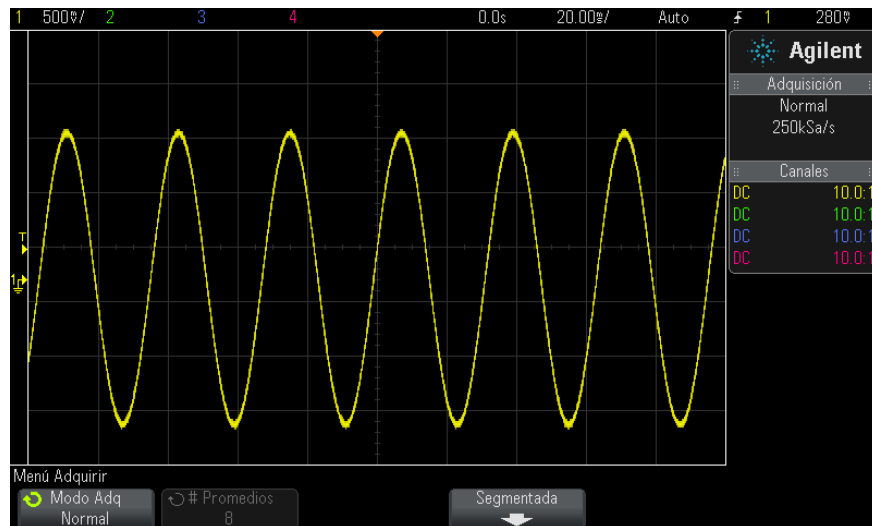 1 500mV/ 2 3 4 0.0s 20.00ms/ Auto 1 280mV
Agilent
Adquisición
Normal
250kSa/s
Canales
DC 10.0:1
DC 10.0:1
DC 10.0:1
DC 10.0:1
T
1
Menú Adquirir
Modo Adq # Promedios Segmentada
Normal 8